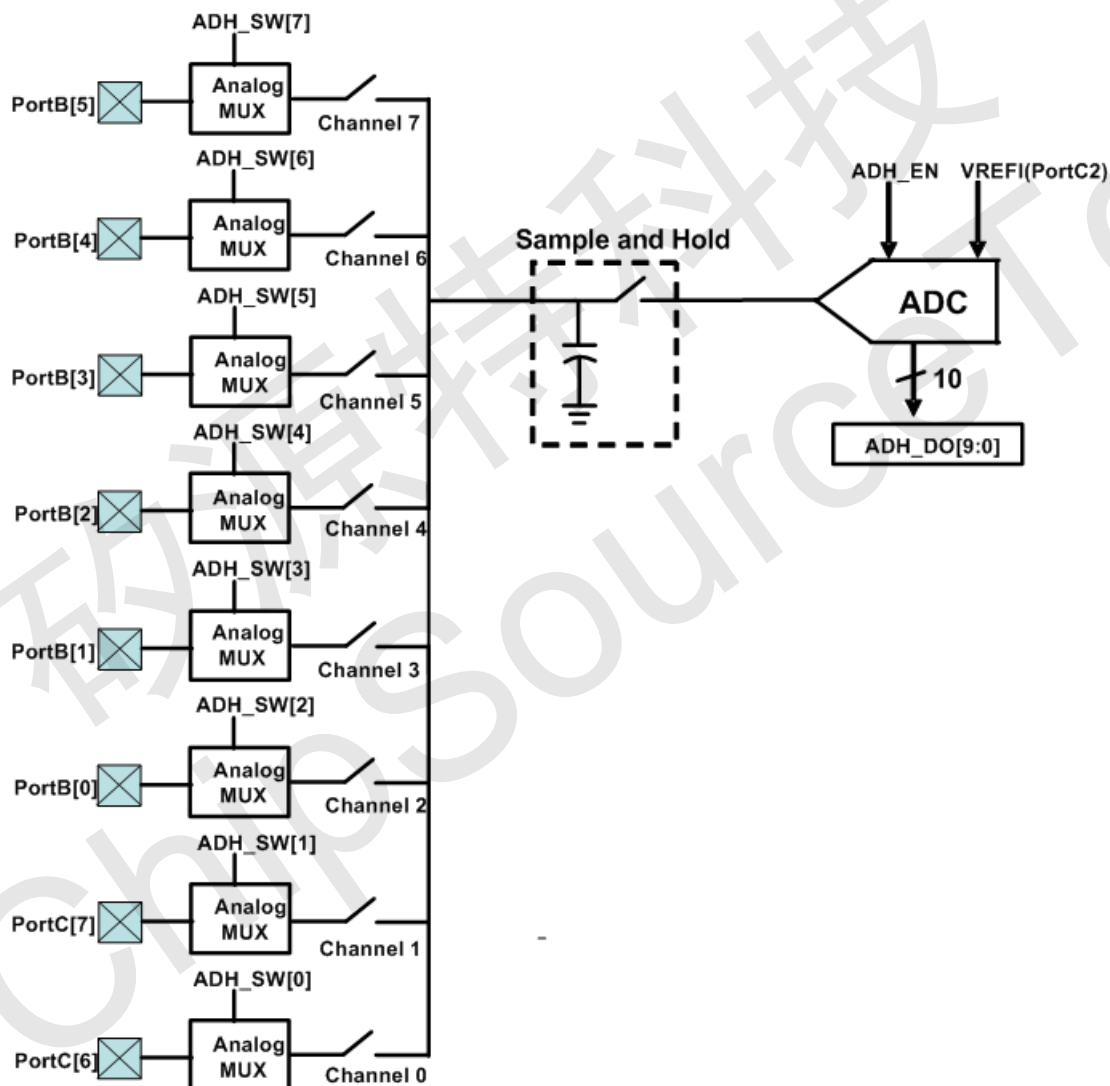 ADH_SW[7]
PortB[5]
Analog
MUX
Channel 7
ADH_SW[6]
PortB[4]
Analog
MUX
Channel 6
ADH_SW[5]
PortB[3]
Analog
MUX
Channel 5
ADH_SW[4]
PortB[2]
Analog
MUX
Channel 4
ADH_SW[3]
PortB[1]
Analog
MUX
Channel 3
ADH_SW[2]
PortB[0]
Analog
MUX
Channel 2
ADH_SW[1]
PortC[7]
Analog
MUX
Channel 1
ADH_SW[0]
PortC[6]
Analog
MUX
Channel 0
Sample and Hold
ADH_EN VREFI(PortC2)
ADC
10
ADH_DO[9:0]
-
矽源特科技
ChipSourceT